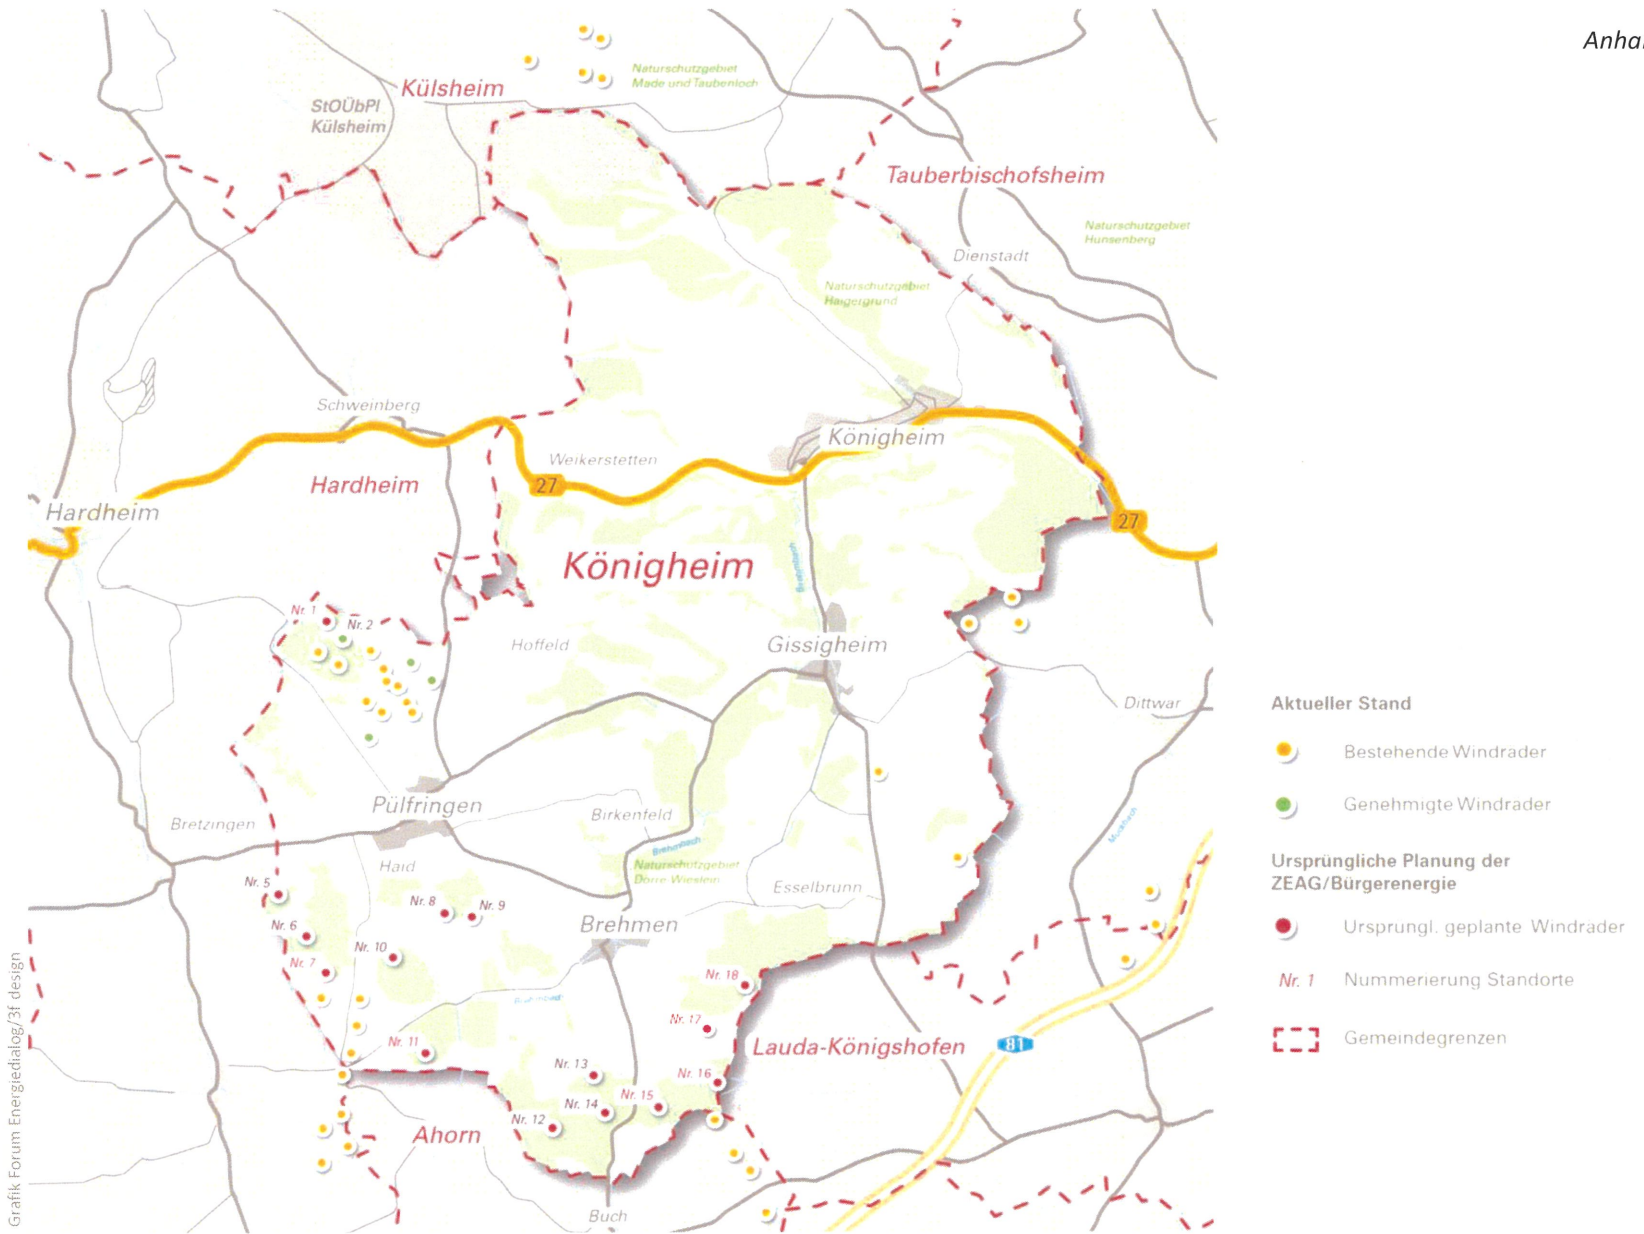 Anha
Naturschutzgebiet
Made und Taubenloch
Külsheim
StOÜbPl
Külsheim
Tauberbischofsheim
Naturschutzgebiet
Hunsenberg
Dienstadt
Naturschutzgebiet
Haigergrund
Schweinberg
Königheim
Weikerstetten
Hardheim
27
Hardheim
27
Königheim
Nr. 1
Nr. 2
Hoffeld
Gissigheim
Dittwar
Aktueller Stand
Bestehende Windrader
Genehmigte Windrader
Ursprüngliche Planung der
ZEAG/Bürgerenergie
Ursprungl. geplante Windrader
Nr. 1 Nummerierung Standorte
Gemeindegrenzen
Pülfringen
Bretzingen
Birkenfeld
Brehmbach
Naturschutzgebiet
Haid
Esselbrunn
Nr. 5
Nr. 8
Nr. 9
Nr. 6
Brehmen
Nr. 10
Nr. 7
Nr. 18
Nr. 17
Nr. 11
Lauda-Königshofen
81
Nr. 13
Nr. 16
Nr. 15
Nr. 14
Nr. 12
Ahorn
Buch
Grafik Forum Energiedialog/3f design